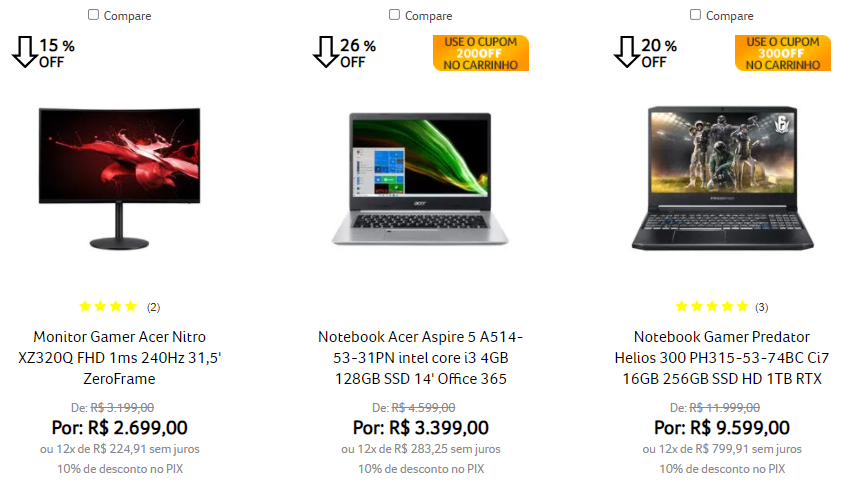 Compare
Compare
Compare
15 %
OFF
26 %
OFF
USE O CUPOM
200OFF
NO CARRINHO
20 %
OFF
USE O CUPOM
300OFF
NO CARRINHO
acer
PREDATOR
(2)
(3)
Monitor Gamer Acer Nitro
XZ320Q FHD 1ms 240Hz 31,5'
ZeroFrame
De: R$ 3.199,00
Por: R$ 2.699,00
ou 12x de R$ 224,91 sem juros
10% de desconto no PIX
Notebook Acer Aspire 5 A514-
53-31PN intel core i3 4GB
128GB SSD 14' Office 365
De: R$ 4.599,00
Por: R$ 3.399,00
ou 12x de R$ 283,25 sem juros
10% de desconto no PIX
Notebook Gamer Predator
Helios 300 PH315-53-74BC Ci7
16GB 256GB SSD HD 1TB RTX
De: R$ 11.999,00
Por: R$ 9.599,00
ou 12x de R$ 799,91 sem juros
10% de desconto no PIX